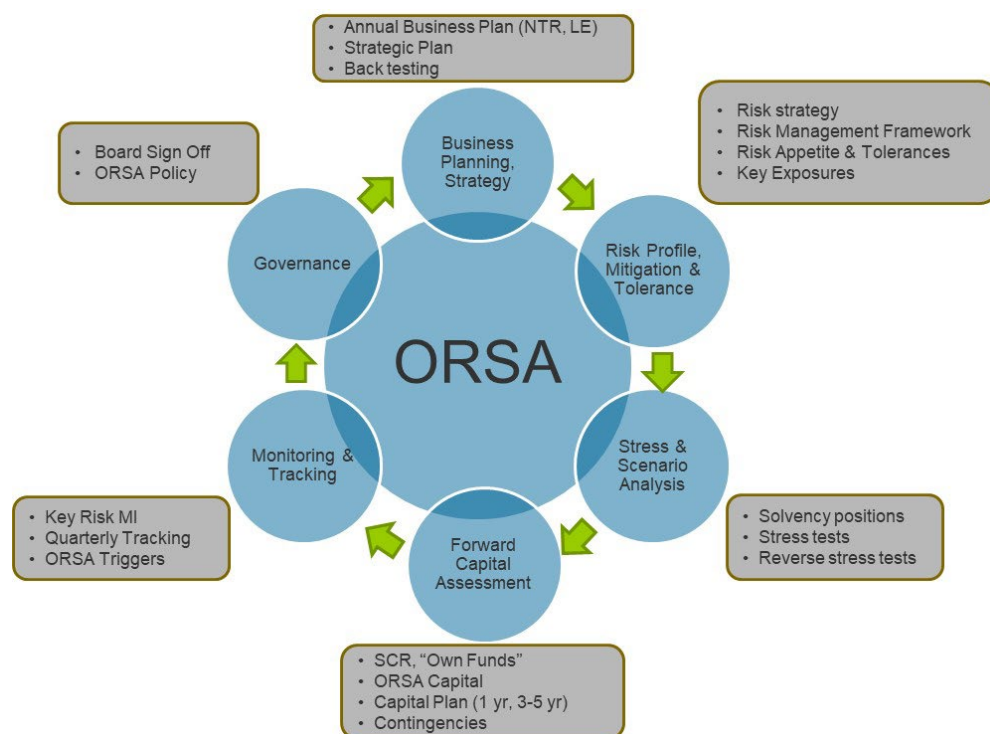 • Annual Business Plan (NTR, LE)
• Strategic Plan
• Back testing
Business
Planning,
Strategy
• Risk strategy
• Risk Management Framework
• Risk Appetite & Tolerances
• Key Exposures
Risk Profile,
Mitigation &
Tolerance
Stress &
Scenario
Analysis
• Solvency positions
• Stress tests
• Reverse stress tests
Forward
Capital
Assessment
• SCR, “Own Funds”
• ORSA Capital
• Capital Plan (1 yr, 3-5 yr)
• Contingencies
Monitoring &
Tracking
• Key Risk MI
• Quarterly Tracking
• ORSA Triggers
Governance
• Board Sign Off
• ORSA Policy
ORSA